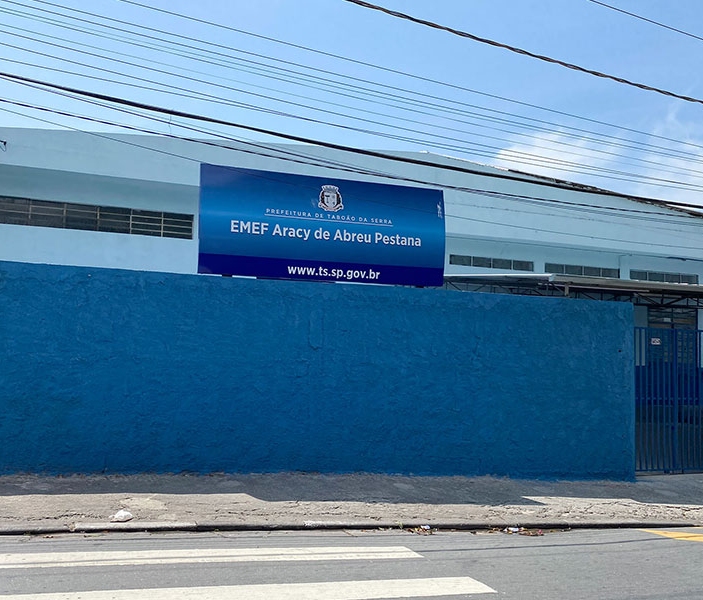 PREFEITURA DE TABOÃO DA SERRA
EMEF Aracy de Abreu Pestana
www.ts.sp.gov.br